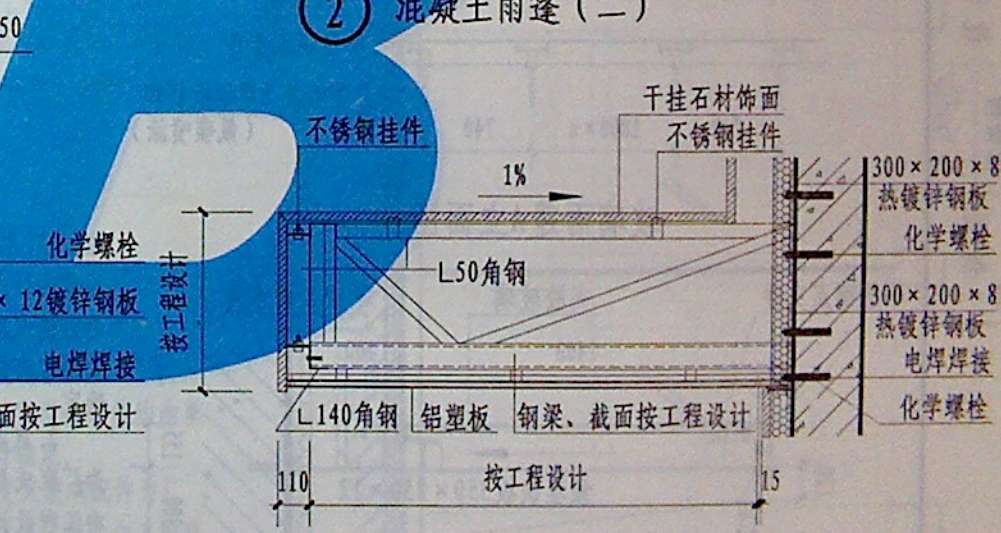 50
2 混凝土雨蓬(二)
干挂石材饰面
不锈钢挂件
不锈钢挂件
1%
300×200×8
热镀锌钢板
化学螺栓
化学螺栓
按工程设计
L50角钢
× 12镀锌钢板
300×200×8
热镀锌钢板
电焊焊接
电焊焊接
化学螺栓
面按工程设计
L140角钢
铝塑板
钢梁、截面按工程设计
110
按工程设计
15